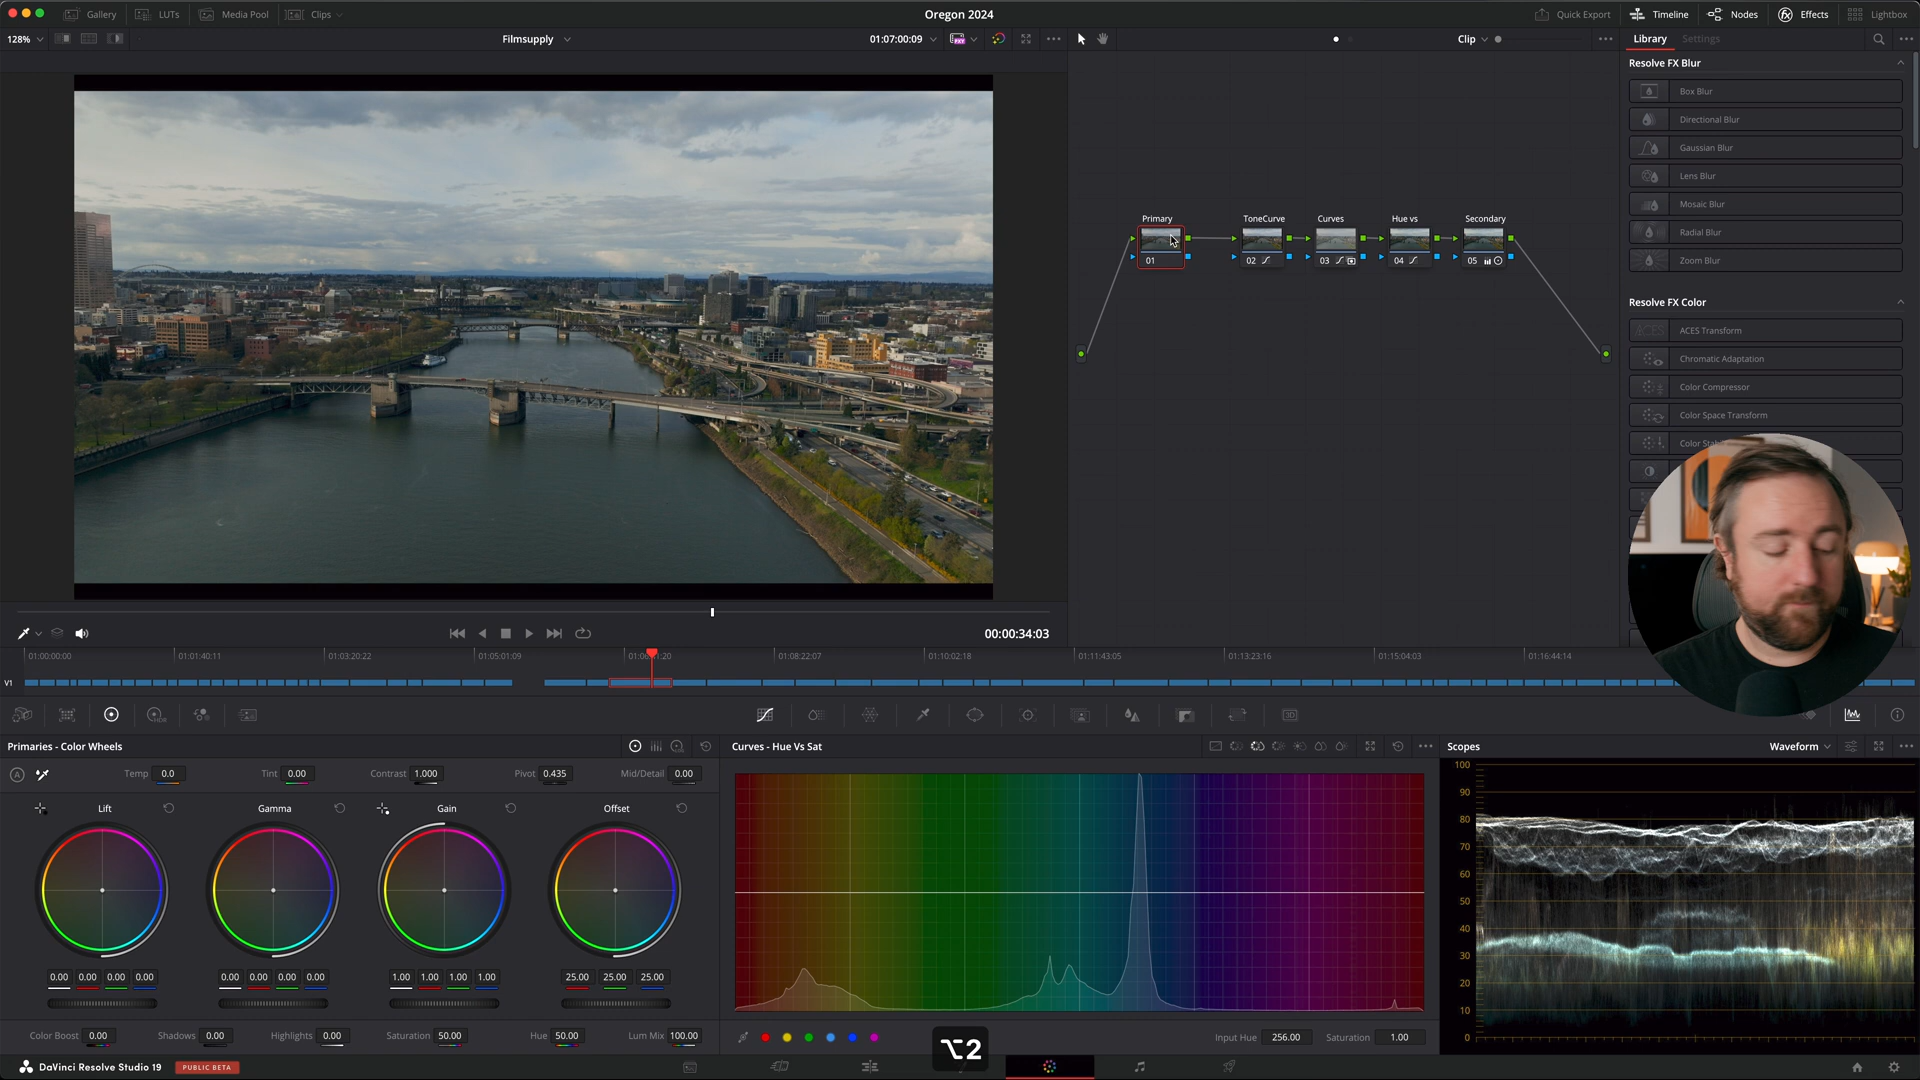 Gallery LUTs Media Pool Clips Oregon 2024 Quick Export Timeline Nodes fx Effects Lightbox
128% Filmsupply 01:07:00:09 Clip Library Settings
Resolve FX Blur
Box Blur
Directional Blur
Gaussian Blur
Lens Blur
Mosaic Blur
Radial Blur
Zoom Blur
Primary ToneCurve Curves Hue vs Secondary
01 02 03 04 05
Resolve FX Color
ACES Transform
Chromatic Adaptation
Color Compressor
Color Space Transform
00:00:34:03
01:00:00:00 01:01:40:11 01:03:20:22 01:05:01:09 01:08:22:07 01:10:02:18 01:11:43:05 01:13:23:16 01:15:04:03 01:16:44:14
V1
Primaries - Color Wheels Curves - Hue Vs Sat Scopes Waveform
A Temp 0.0 Tint 0.00 Contrast 1.000 Pivot 0.435 Mid/Detail 0.00
Lift Gamma Gain Offset
0.00 0.00 0.00 0.00 0.00 0.00 0.00 0.00 1.00 1.00 1.00 1.00 25.00 25.00 25.00
Color Boost 0.00 Shadows 0.00 Highlights 0.00 Saturation 50.00 Hue 50.00 Lum Mix 100.00
Input Hue 256.00 Saturation 1.00
100
90
80
70
60
50
40
30
20
10
0
⌥2
DaVinci Resolve Studio 19 PUBLIC BETA